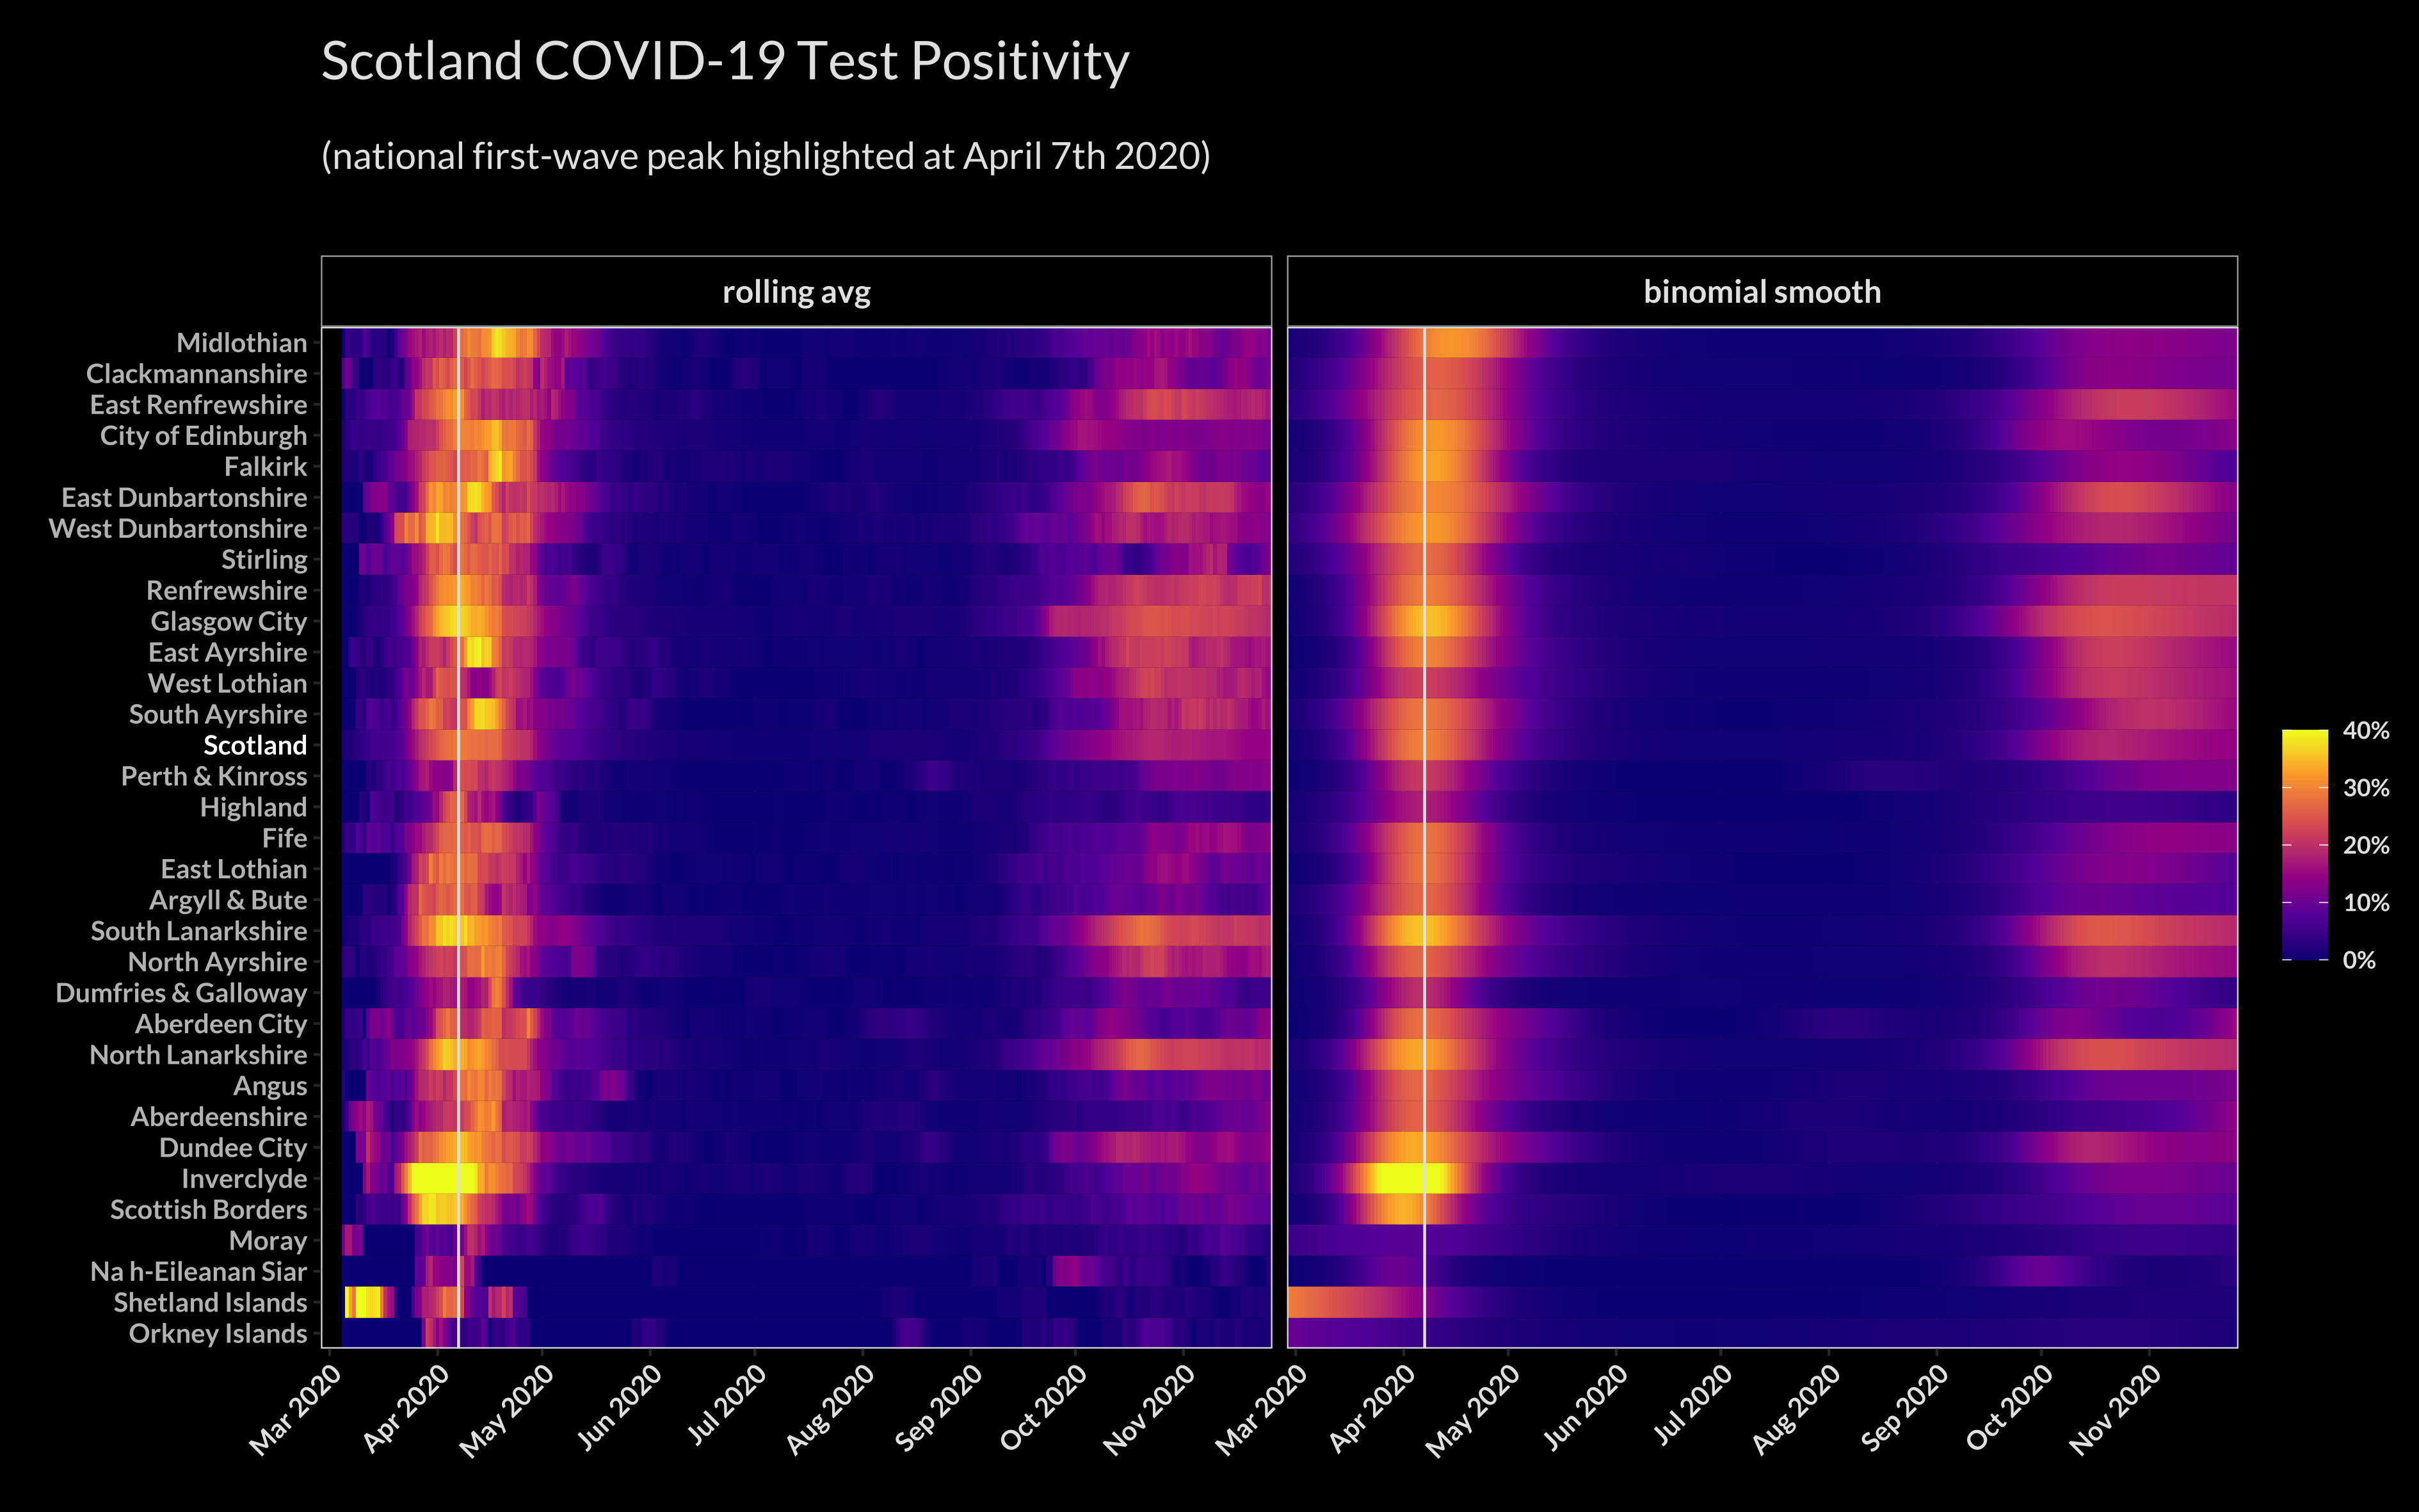 Scotland COVID-19 Test Positivity
(national first-wave peak highlighted at April 7th 2020)
rolling avg
binomial smooth
Midlothian
Clackmannanshire
East Renfrewshire
City of Edinburgh
Falkirk
East Dunbartonshire
West Dunbartonshire
Stirling
Renfrewshire
Glasgow City
East Ayrshire
West Lothian
South Ayrshire
Scotland
Perth & Kinross
Highland
Fife
East Lothian
Argyll & Bute
South Lanarkshire
North Ayrshire
Dumfries & Galloway
Aberdeen City
North Lanarkshire
Angus
Aberdeenshire
Dundee City
Inverclyde
Scottish Borders
Moray
Na h-Eileanan Siar
Shetland Islands
Orkney Islands
Mar 2020
Apr 2020
May 2020
Jun 2020
Jul 2020
Aug 2020
Sep 2020
Oct 2020
Nov 2020
Mar 2020
Apr 2020
May 2020
Jun 2020
Jul 2020
Aug 2020
Sep 2020
Oct 2020
Nov 2020
40%
30%
20%
10%
0%